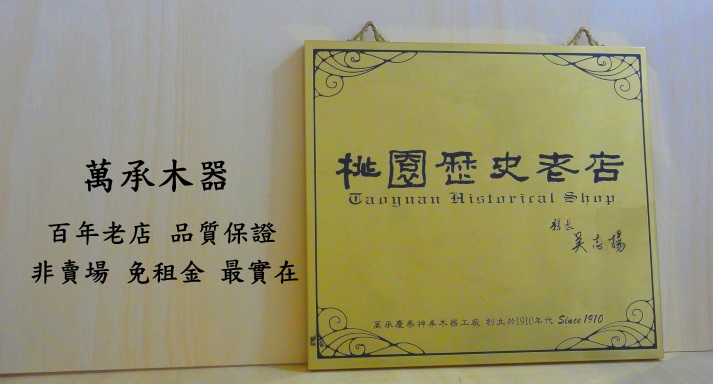 萬承木器
百年老店 品質保證
非賣場 免租金 最實在
桃園歷史老店
Taoyuan Historical Shop
縣長
吳志揚
萬承慶泰神桌木器工廠 創立於1910年代 Since 1910